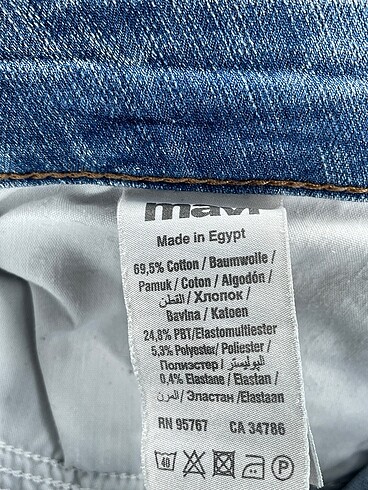 mavi
Made in Egypt
69,5% Cotton / Baumwolle /
Pamuk / Coton / Algodón /
القطن / Хлопок /
Bavlna / Katoen
24,8% PBT/Elastomultiester
5,3% Polyester/ Poliester /
Полиэстер / البوليستر /
0,4% Elastane / Elastan /
المرن / Эластан /Elastaan
RN 95767 CA 34786
40 P